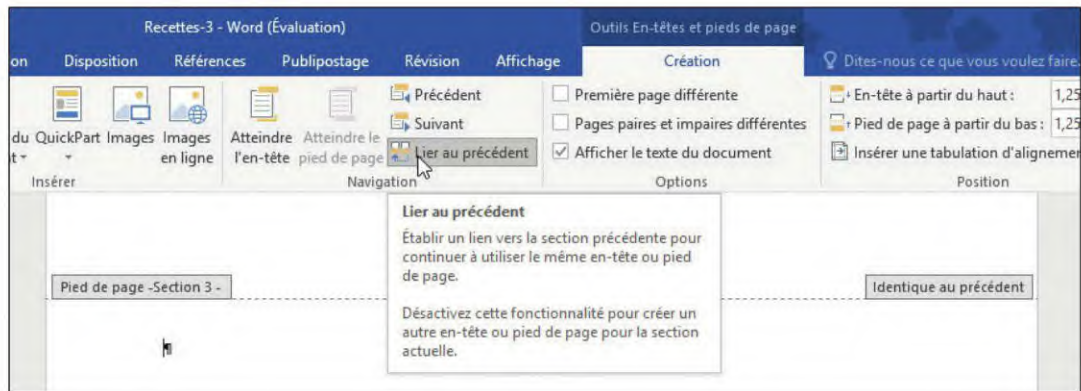 Recettes-3 - Word (Évaluation)
Outils En-têtes et pieds de page
on Disposition Références Publipostage Révision Affichage Création Dites-nous ce que vous voulez faire.
Précédent Première page différente En-tête à partir du haut : 1,25
Suivant Pages paires et impaires différentes Pied de page à partir du bas : 1,25
du QuickPart Images Images Atteindre Atteindre le
t en ligne l'en-tête pied de page Lier au précédent Afficher le texte du document Insérer une tabulation d'alignemer
Insérer Navigation Options Position
Lier au précédent
Établir un lien vers la section précédente pour
continuer à utiliser le même en-tête ou pied
de page.
Désactivez cette fonctionnalité pour créer un
autre en-tête ou pied de page pour la section
actuelle.
Pied de page -Section 3 -
Identique au précédent
¶